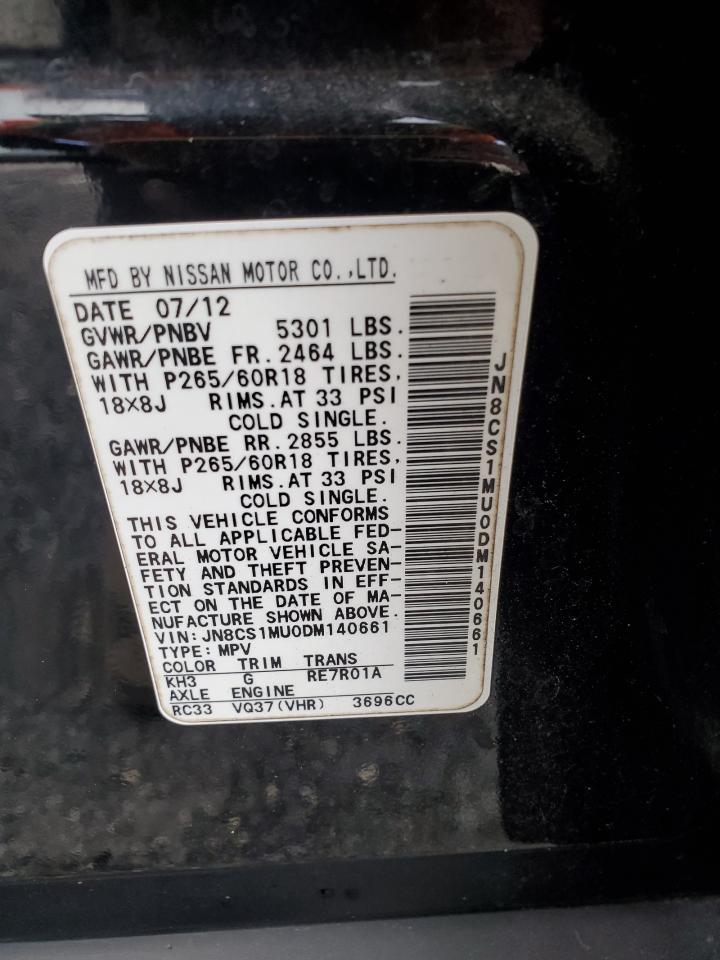 MFD BY NISSAN MOTOR CO.,LTD.
DATE 07/12
GVWR/PNBV 5301 LBS.
GAWR/PNBE FR.2464 LBS.
WITH P265/60R18 TIRES,
18X8J RIMS.AT 33 PSI
COLD SINGLE.
GAWR/PNBE RR.2855 LBS.
WITH P265/60R18 TIRES,
18X8J RIMS.AT 33 PSI
COLD SINGLE.
THIS VEHICLE CONFORMS
TO ALL APPLICABLE FED-
ERAL MOTOR VEHICLE SA-
FETY AND THEFT PREVEN-
TION STANDARDS IN EFF-
ECT ON THE DATE OF MA-
NUFACTURE SHOWN ABOVE.
VIN:JN8CS1MU0DM140661
TYPE:MPV
COLOR TRIM TRANS
KH3 G RE7R01A
AXLE ENGINE
RC33 VQ37(VHR) 3696CC
JN8CS1MU0DM140661